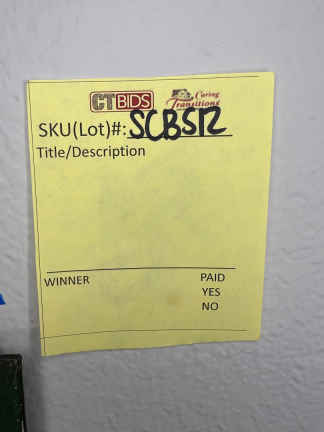 CTBIDS Caring Transitions
SKU(Lot)#: SCBS12
Title/Description
WINNER PAID
YES
NO